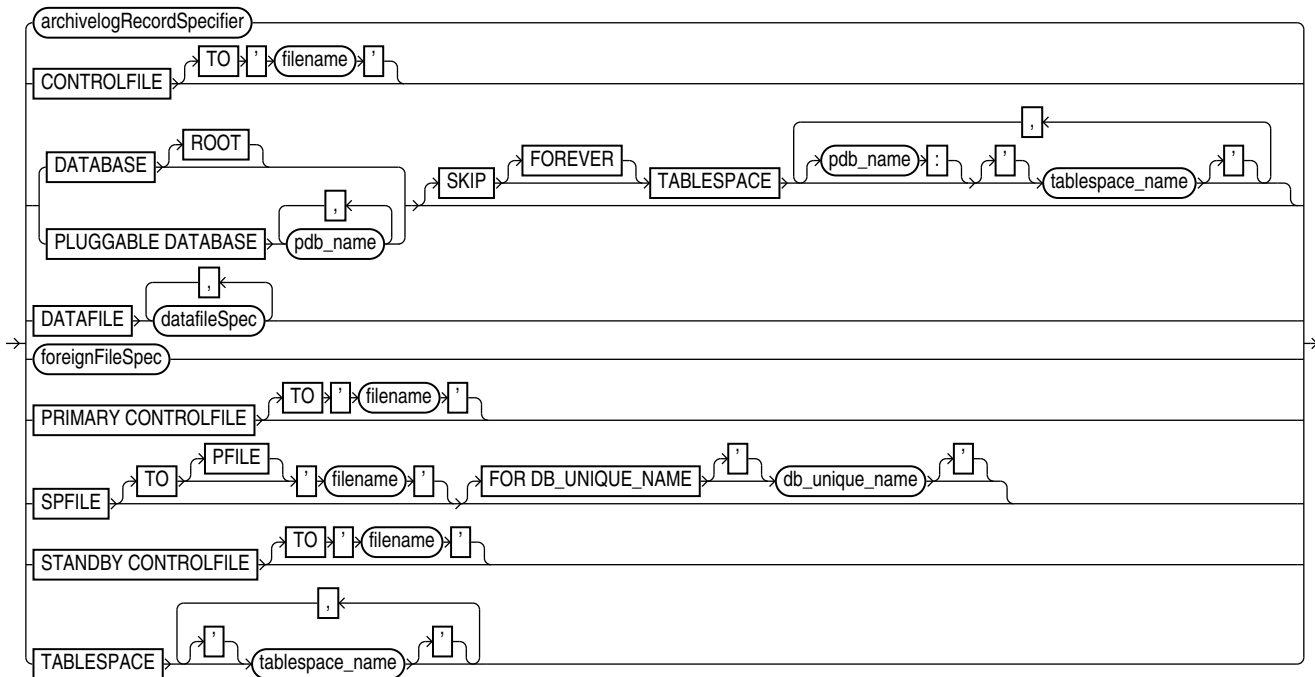 archivelogRecordSpecifier
TO ' filename '
CONTROLFILE
,
ROOT FOREVER pdb_name : ' '
DATABASE SKIP TABLESPACE tablespace_name
,
PLUGGABLE DATABASE pdb_name
,
DATAFILE datafileSpec
foreignFileSpec
TO ' filename '
PRIMARY CONTROLFILE
PFILE ' '
TO ' filename ' FOR DB_UNIQUE_NAME db_unique_name
SPFILE
TO ' filename '
STANDBY CONTROLFILE
,
' '
TABLESPACE tablespace_name